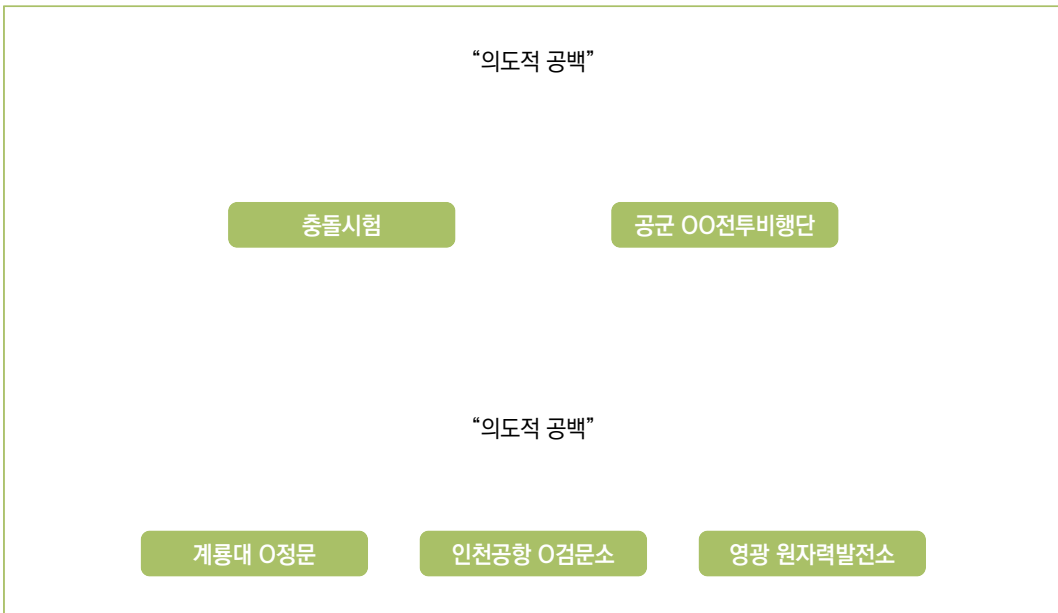 “의도적 공백”
충돌시험
공군 OO전투비행단
“의도적 공백”
계룡대 O정문
인천공항 O검문소
영광 원자력발전소